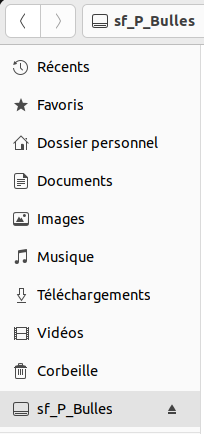 sf_P_Bulles
Récents
Favoris
Dossier personnel
Documents
Images
Musique
Téléchargements
Vidéos
Corbeille
sf_P_Bulles